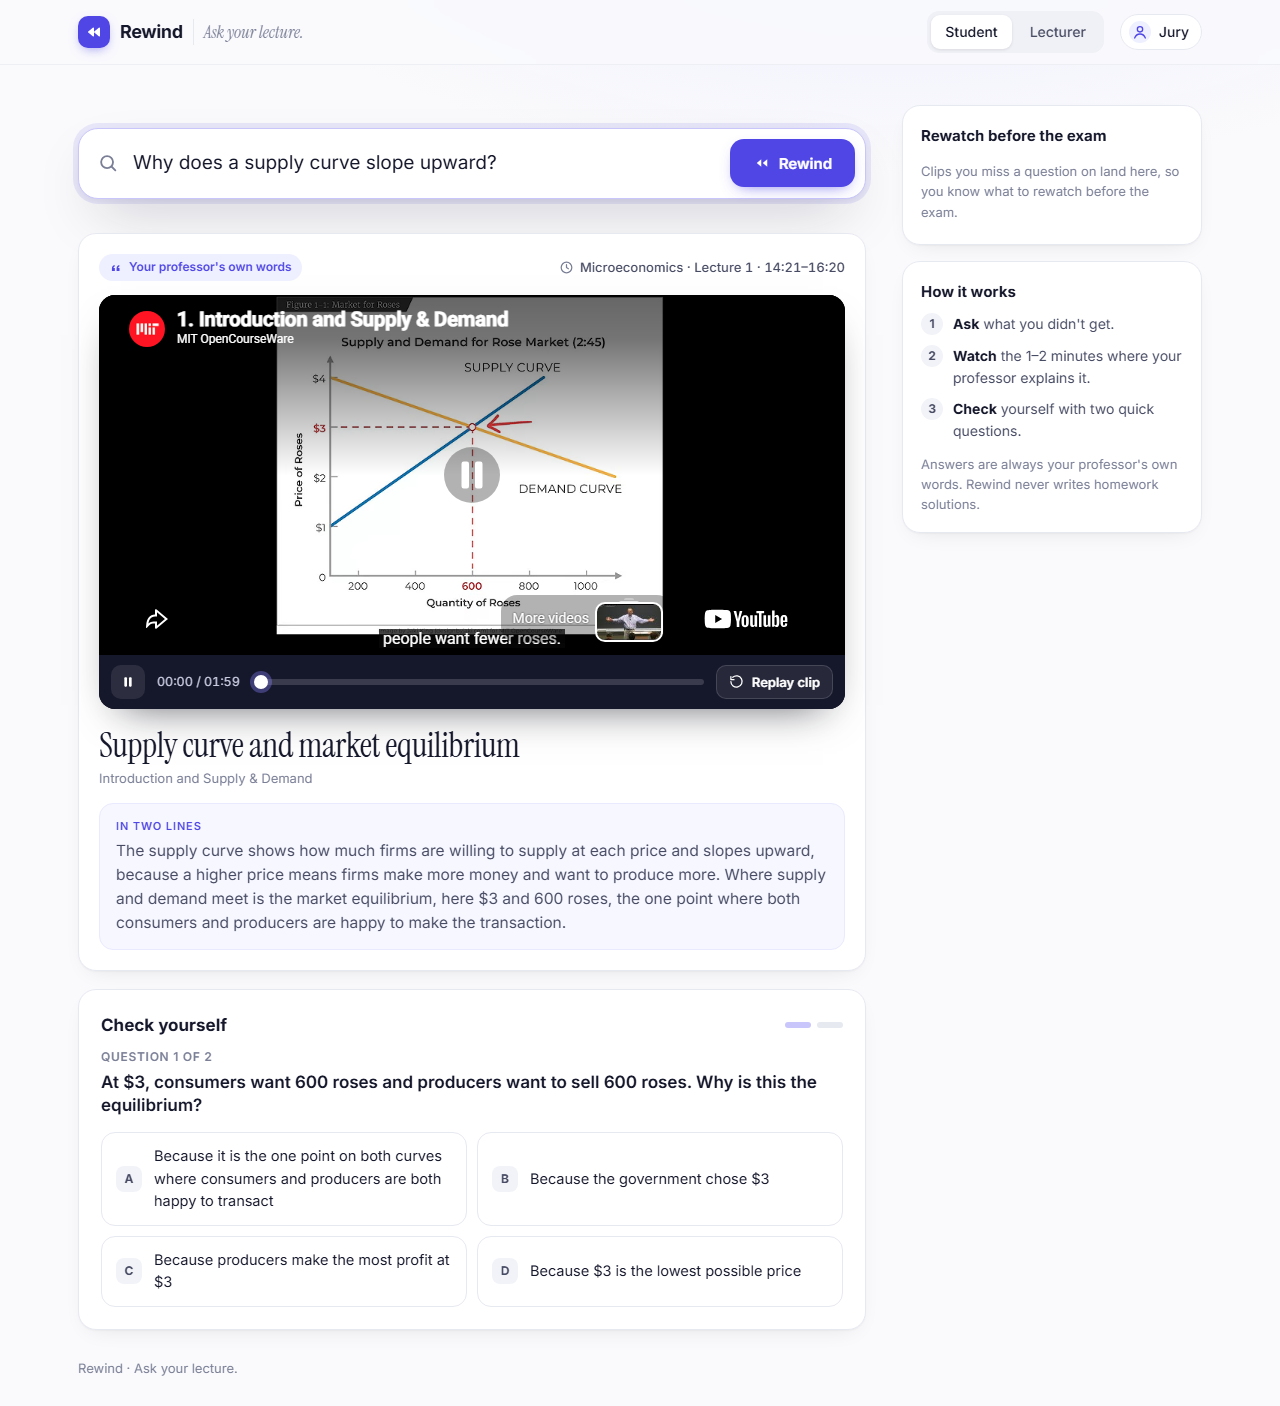 Rewind
Ask your lecture.
Student
Lecturer
Jury
Why does a supply curve slope upward?
Rewind
Your professor's own words
Microeconomics · Lecture 1 · 14:21–16:20
Figure 1-1: Market for Roses
1. Introduction and Supply & Demand
MIT OpenCourseWare
Supply and Demand for Rose Market (2:45)
SUPPLY CURVE
DEMAND CURVE
Price of Roses
$4
$3
$2
$1
0
200
400
600
800
1000
Quantity of Roses
More videos
YouTube
people want fewer roses.
00:00 / 01:59
Replay clip
Supply curve and market equilibrium
Introduction and Supply & Demand
IN TWO LINES
The supply curve shows how much firms are willing to supply at each price and slopes upward,
because a higher price means firms make more money and want to produce more. Where supply
and demand meet is the market equilibrium, here $3 and 600 roses, the one point where both
consumers and producers are happy to make the transaction.
Check yourself
QUESTION 1 OF 2
At $3, consumers want 600 roses and producers want to sell 600 roses. Why is this the
equilibrium?
A
Because it is the one point on both curves
where consumers and producers are both
happy to transact
B
Because the government chose $3
C
Because producers make the most profit at
$3
D
Because $3 is the lowest possible price
Rewind · Ask your lecture.
Rewatch before the exam
Clips you miss a question on land here, so
you know what to rewatch before the
exam.
How it works
1
Ask what you didn't get.
2
Watch the 1–2 minutes where your
professor explains it.
3
Check yourself with two quick
questions.
Answers are always your professor's own
words. Rewind never writes homework
solutions.